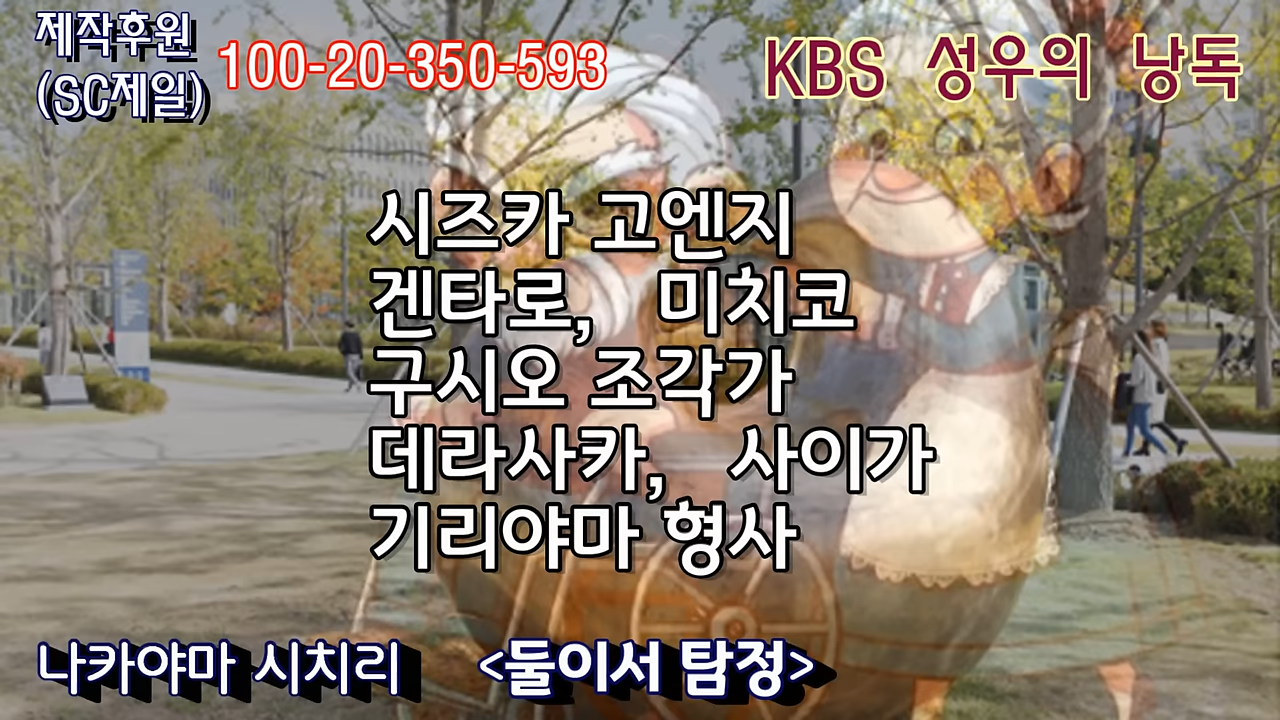 제작후원
(SC제일)
100-20-350-593
KBS 성우의 낭독
시즈카 고엔지
겐타로, 미치코
구시오 조각가
데라사카, 사이가
기리야마 형사
나카야마 시치리 <둘이서 탐정>